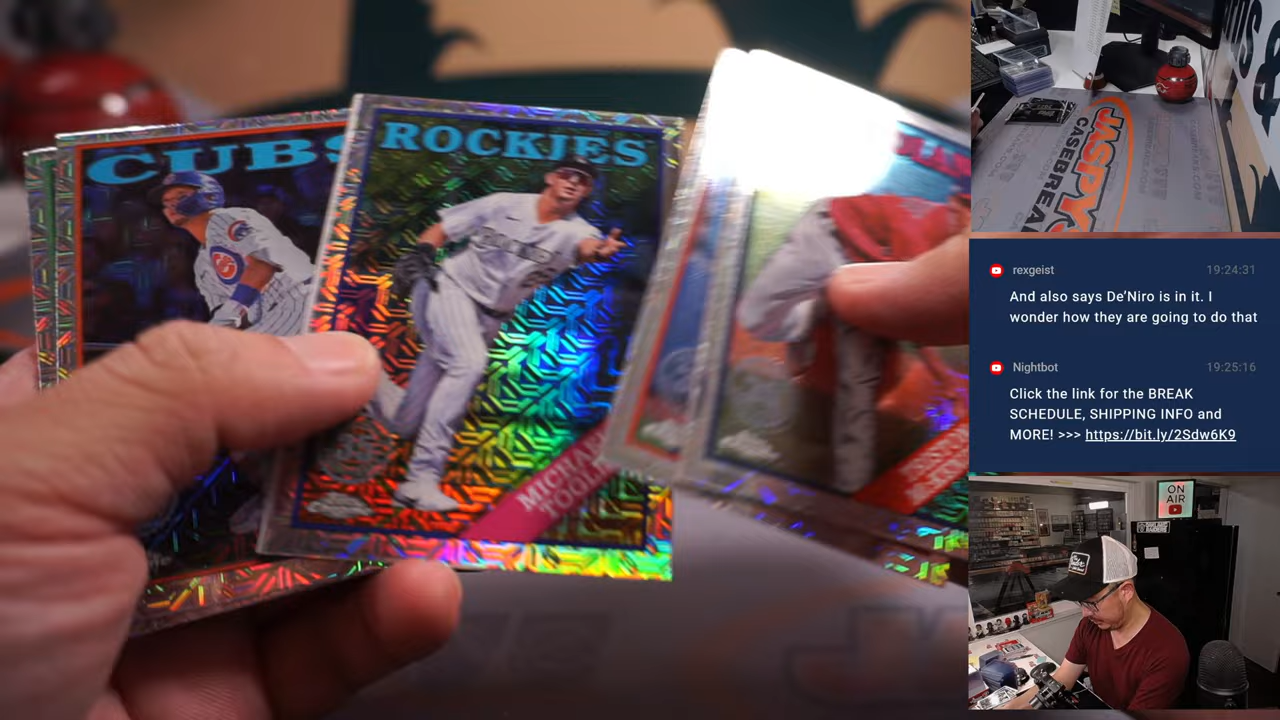 CUBS
ROCKIES
MICHAEL
TOGLIA
JASPY'S
CASEBREAKS
rexgeist 19:24:31
And also says De'Niro is in it. I
wonder how they are going to do that
Nightbot 19:25:16
Click the link for the BREAK
SCHEDULE, SHIPPING INFO and
MORE! >>> https://bit.ly/2Sdw6K9
ON
AIR